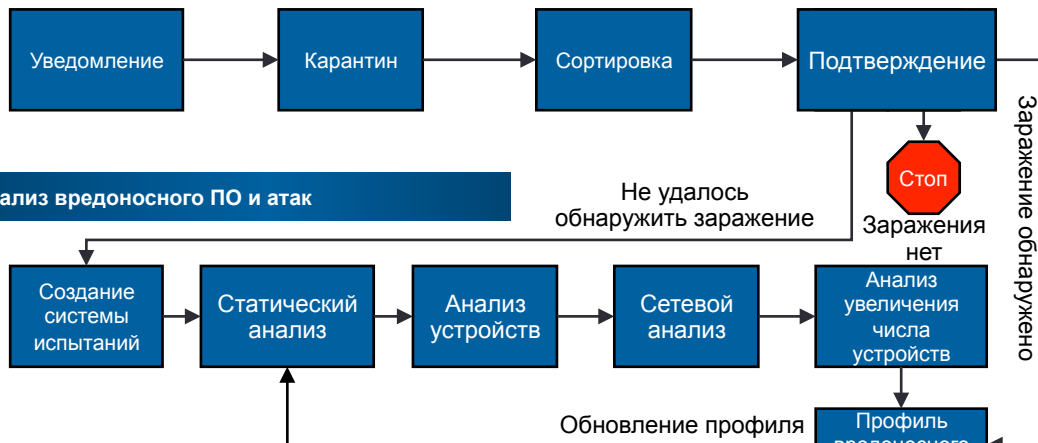 Уведомление
Карантин
Сортировка
Подтверждение
Стоп
Заражения
нет
Заражение обнаружено
вредоносного ПО и атак
Не удалось
обнаружить заражение
Создание
системы
испытаний
Статический
анализ
Анализ
устройств
Сетевой
анализ
Анализ
увеличения
числа
устройств
Обновление профиля
Профиль
вредоносного